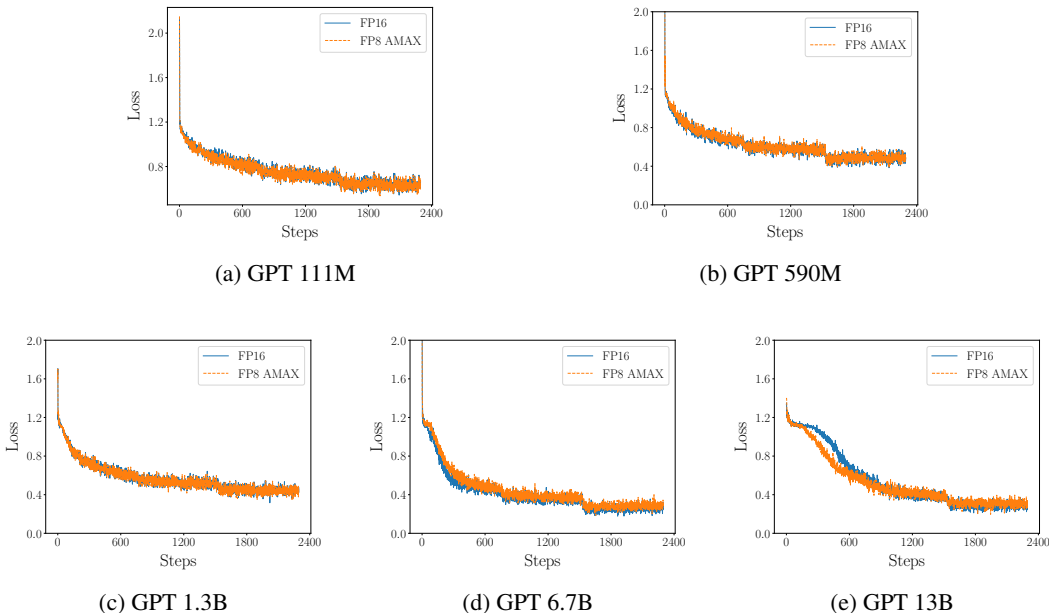 2.0
1.6
1.2
0.8
Loss
FP16
FP8 AMAX
0
600
1200
1800
2400
Steps
(a) GPT 111M
2.0
1.6
1.2
0.8
0.4
0.0
Loss
FP16
FP8 AMAX
0
600
1200
1800
2400
Steps
(b) GPT 590M
2.0
1.6
1.2
0.8
0.4
0.0
Loss
FP16
FP8 AMAX
0
600
1200
1800
2400
Steps
(c) GPT 1.3B
2.0
1.6
1.2
0.8
0.4
0.0
Loss
FP16
FP8 AMAX
0
600
1200
1800
2400
Steps
(d) GPT 6.7B
2.0
1.6
1.2
0.8
0.4
0.0
Loss
FP16
FP8 AMAX
0
600
1200
1800
2400
Steps
(e) GPT 13B